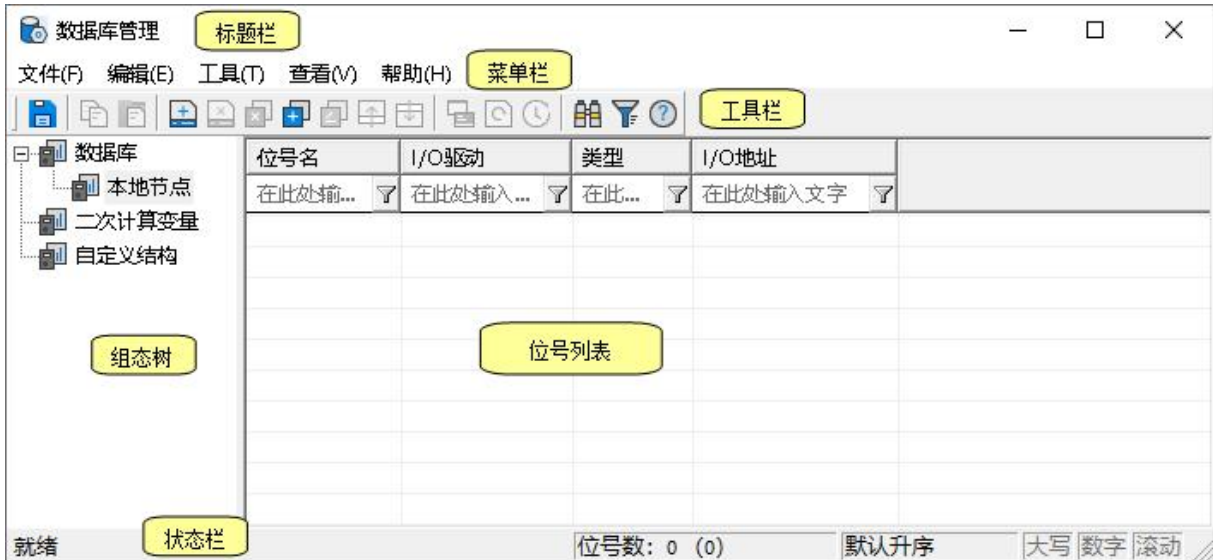 数据库管理 标题栏
文件(F) 编辑(E) 工具(T) 查看(V) 帮助(H) 菜单栏
工具栏
数据库 位号名 I/O驱动 类型 I/O地址
本地节点 在此处输... 在此处输入... 在此... 在此处输入文字
二次计算变量
自定义结构
组态树 位号列表
状态栏
就绪 位号数: 0 (0) 默认升序 大写 数字 滚动